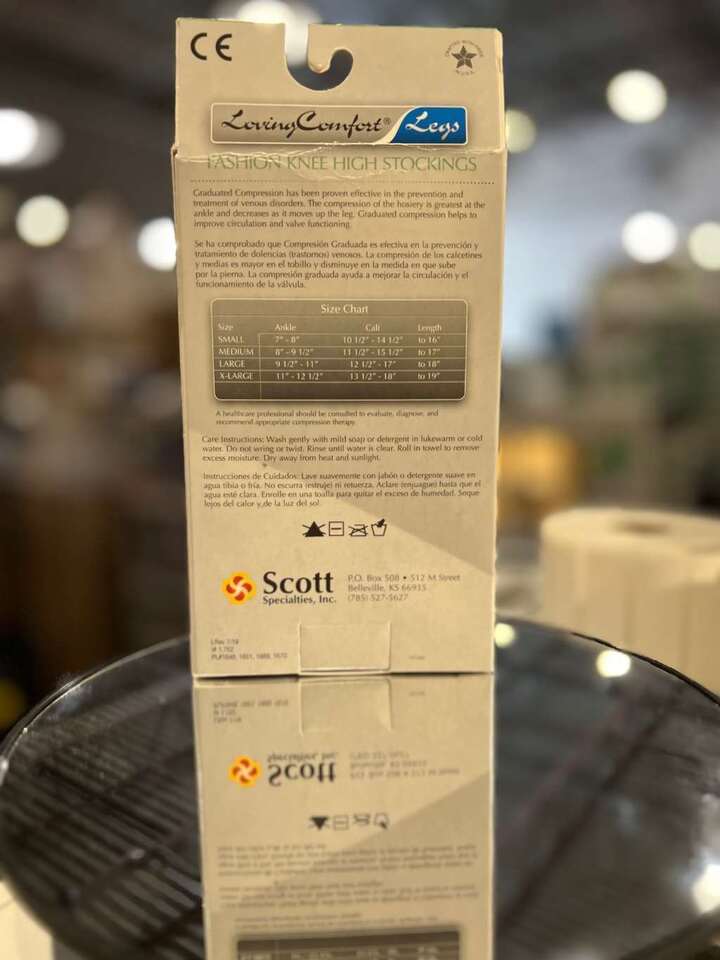 CE
CRAFTED WITH PRIDE IN U.S.A.
LovingComfort® Legs
FASHION KNEE HIGH STOCKINGS
Graduated Compression has been proven effective in the prevention and
treatment of venous disorders. The compression of the hosiery is greatest at the
ankle and decreases as it moves up the leg. Graduated compression helps to
improve circulation and valve functioning.
Se ha comprobado que Compresión Graduada es efectiva en la prevención y
tratamiento de dolencias (trastornos) venosos. La compresión de los calcetines
y medias es mayor en el tobillo y disminuye en la medida en que sube
por la pierna. La compresión graduada ayuda a mejorar la circulación y el
funcionamiento de la válvula.
Size Chart
Size Ankle Calf Length
SMALL 7" - 8" 10 1/2" - 14 1/2" to 16"
MEDIUM 8" - 9 1/2" 11 1/2" - 15 1/2" to 17"
LARGE 9 1/2" - 11" 12 1/2" - 17" to 18"
X-LARGE 11" - 12 1/2" 13 1/2" - 18" to 19"
A healthcare professional should be consulted to evaluate, diagnose, and
recommend appropriate compression therapy.
Care Instructions: Wash gently with mild soap or detergent in lukewarm or cold
water. Do not wring or twist. Rinse until water is clear. Roll in towel to remove
excess moisture. Dry away from heat and sunlight.
Instrucciones de Cuidados: Lave suavemente con jabón o detergente suave en
agua tibia o fría. No escurra (estruje) ni retuerza. Aclare (enjuague) hasta que el
agua esté clara. Enrolle en una toalla para quitar el exceso de humedad. Seque
lejos del calor y de la luz del sol.
Scott
Specialties, Inc.
P.O. Box 508 • 512 M Street
Belleville, KS 66935
(785) 527-5627